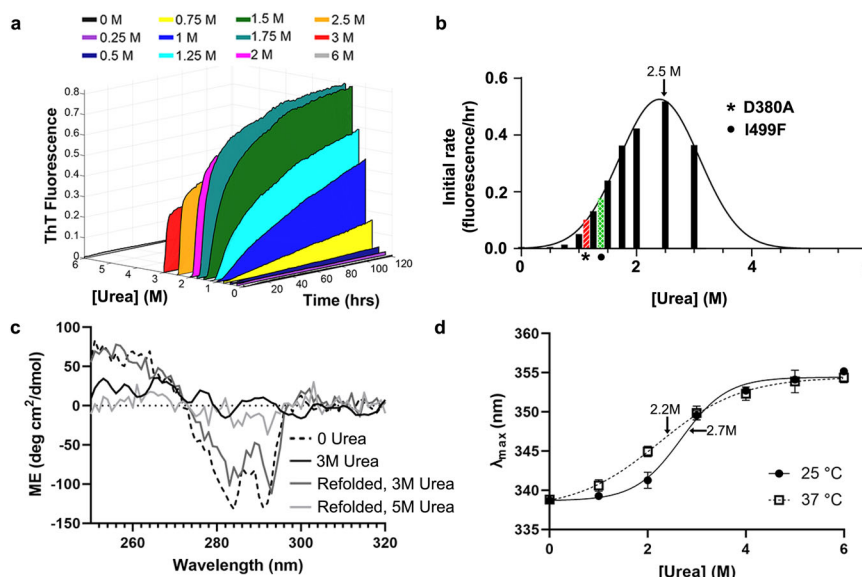 a
0 M 0.75 M 1.5 M 2.5 M
0.25 M 1 M 1.75 M 3 M
0.5 M 1.25 M 2 M 6 M
ThT Fluorescence
0.8
0.7
0.6
0.5
0.4
0.3
0.2
0.1
0
6 5 4 3 2 1 0
20 40 60 80 100 120
[Urea] (M)
Time (hrs)
b
Initial rate
(fluorescence/hr)
0.6
0.4
0.2
0.0
2.5 M
* D380A
● I499F
0 2 4
* ●
[Urea] (M)
c
ME (deg cm²/dmol)
100
50
0
-50
-100
-150
0 Urea
3M Urea
Refolded, 3M Urea
Refolded, 5M Urea
260 280 300 320
Wavelength (nm)
d
λmax (nm)
360
355
350
345
340
335
2.2M
2.7M
25 °C
37 °C
0 2 4 6
[Urea] (M)